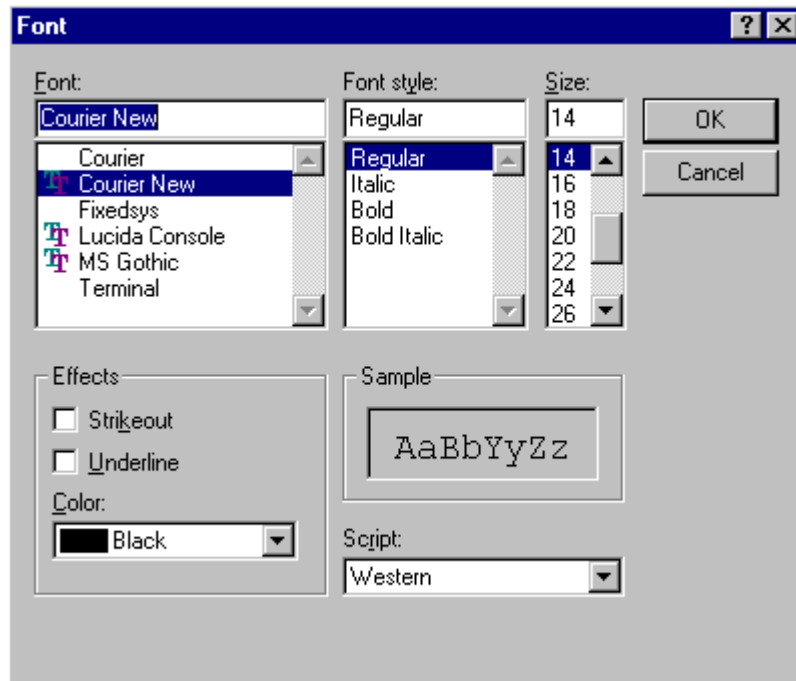 Font
Font:
Courier New
Courier
Courier New
Fixedsys
Lucida Console
MS Gothic
Terminal
Font style:
Regular
Regular
Italic
Bold
Bold Italic
Size:
14
14
16
18
20
22
24
26
OK
Cancel
Effects
Strikeout
Underline
Color:
Black
Sample
AaBbYyZz
Script:
Western